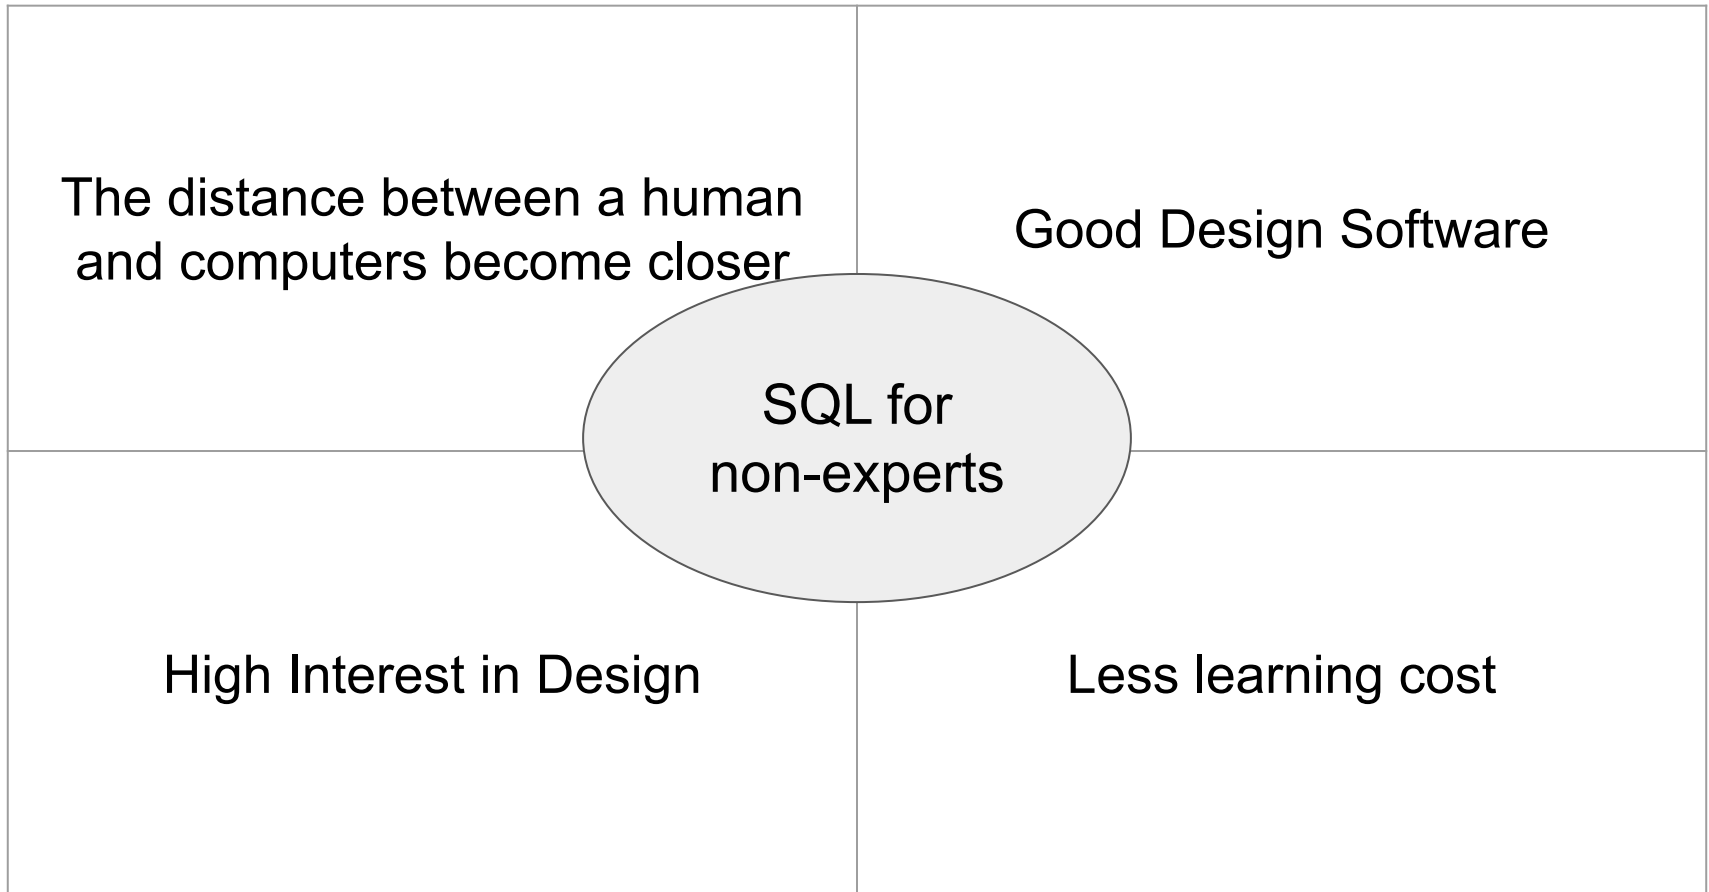 The distance between a human
and computers become closer
Good Design Software
SQL for
non-experts
High Interest in Design
Less learning cost